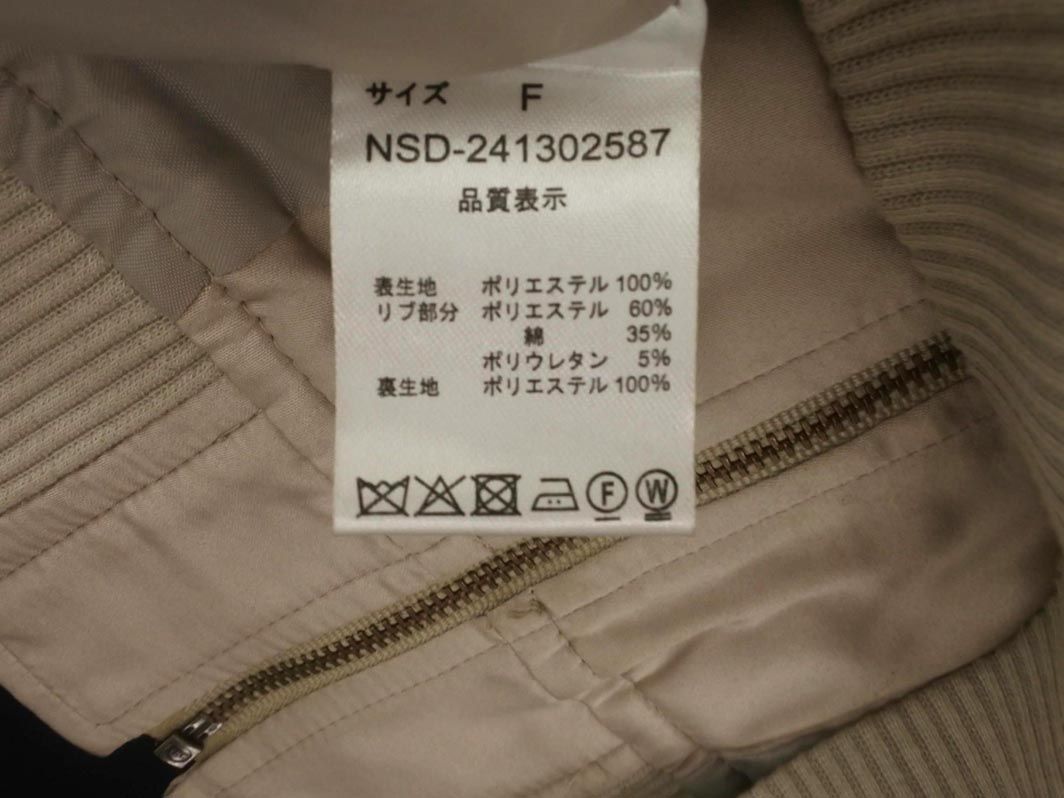 サイズ F
NSD-241302587
品質表示
表生地 ポリエステル 100%
リブ部分 ポリエステル 60%
綿 35%
ポリウレタン 5%
裏生地 ポリエステル 100%
F W